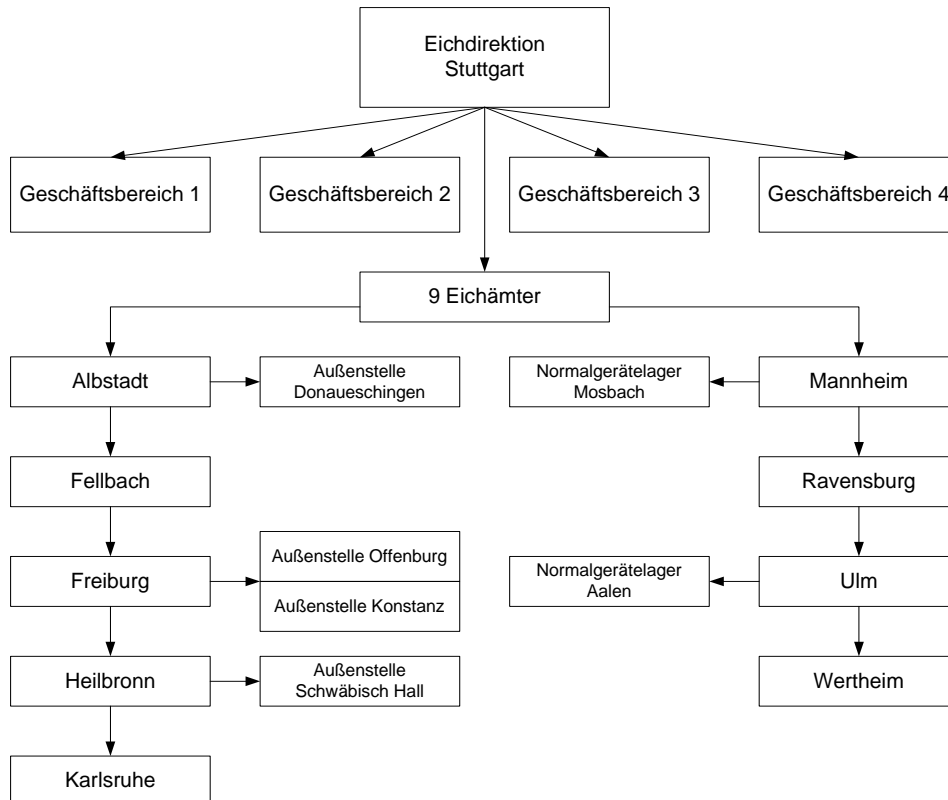 Eichdirektion
Stuttgart
Geschäftsbereich 1
Geschäftsbereich 2
Geschäftsbereich 3
Geschäftsbereich 4
9 Eichämter
Albstadt
Außenstelle
Donaueschingen
Normalgerätelager
Mosbach
Mannheim
Fellbach
Ravensburg
Freiburg
Außenstelle Offenburg
Außenstelle Konstanz
Normalgerätelager
Aalen
Ulm
Heilbronn
Außenstelle
Schwäbisch Hall
Wertheim
Karlsruhe